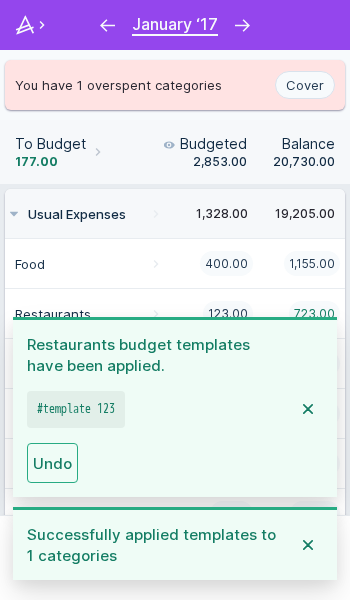 January ‘17
You have 1 overspent categories Cover
To Budget Budgeted Balance
177.00 2,853.00 20,730.00
Usual Expenses 1,328.00 19,205.00
Food 400.00 1,155.00
Restaurants 123.00 723.00
Restaurants budget templates
have been applied.
#template 123
Undo
Successfully applied templates to
1 categories